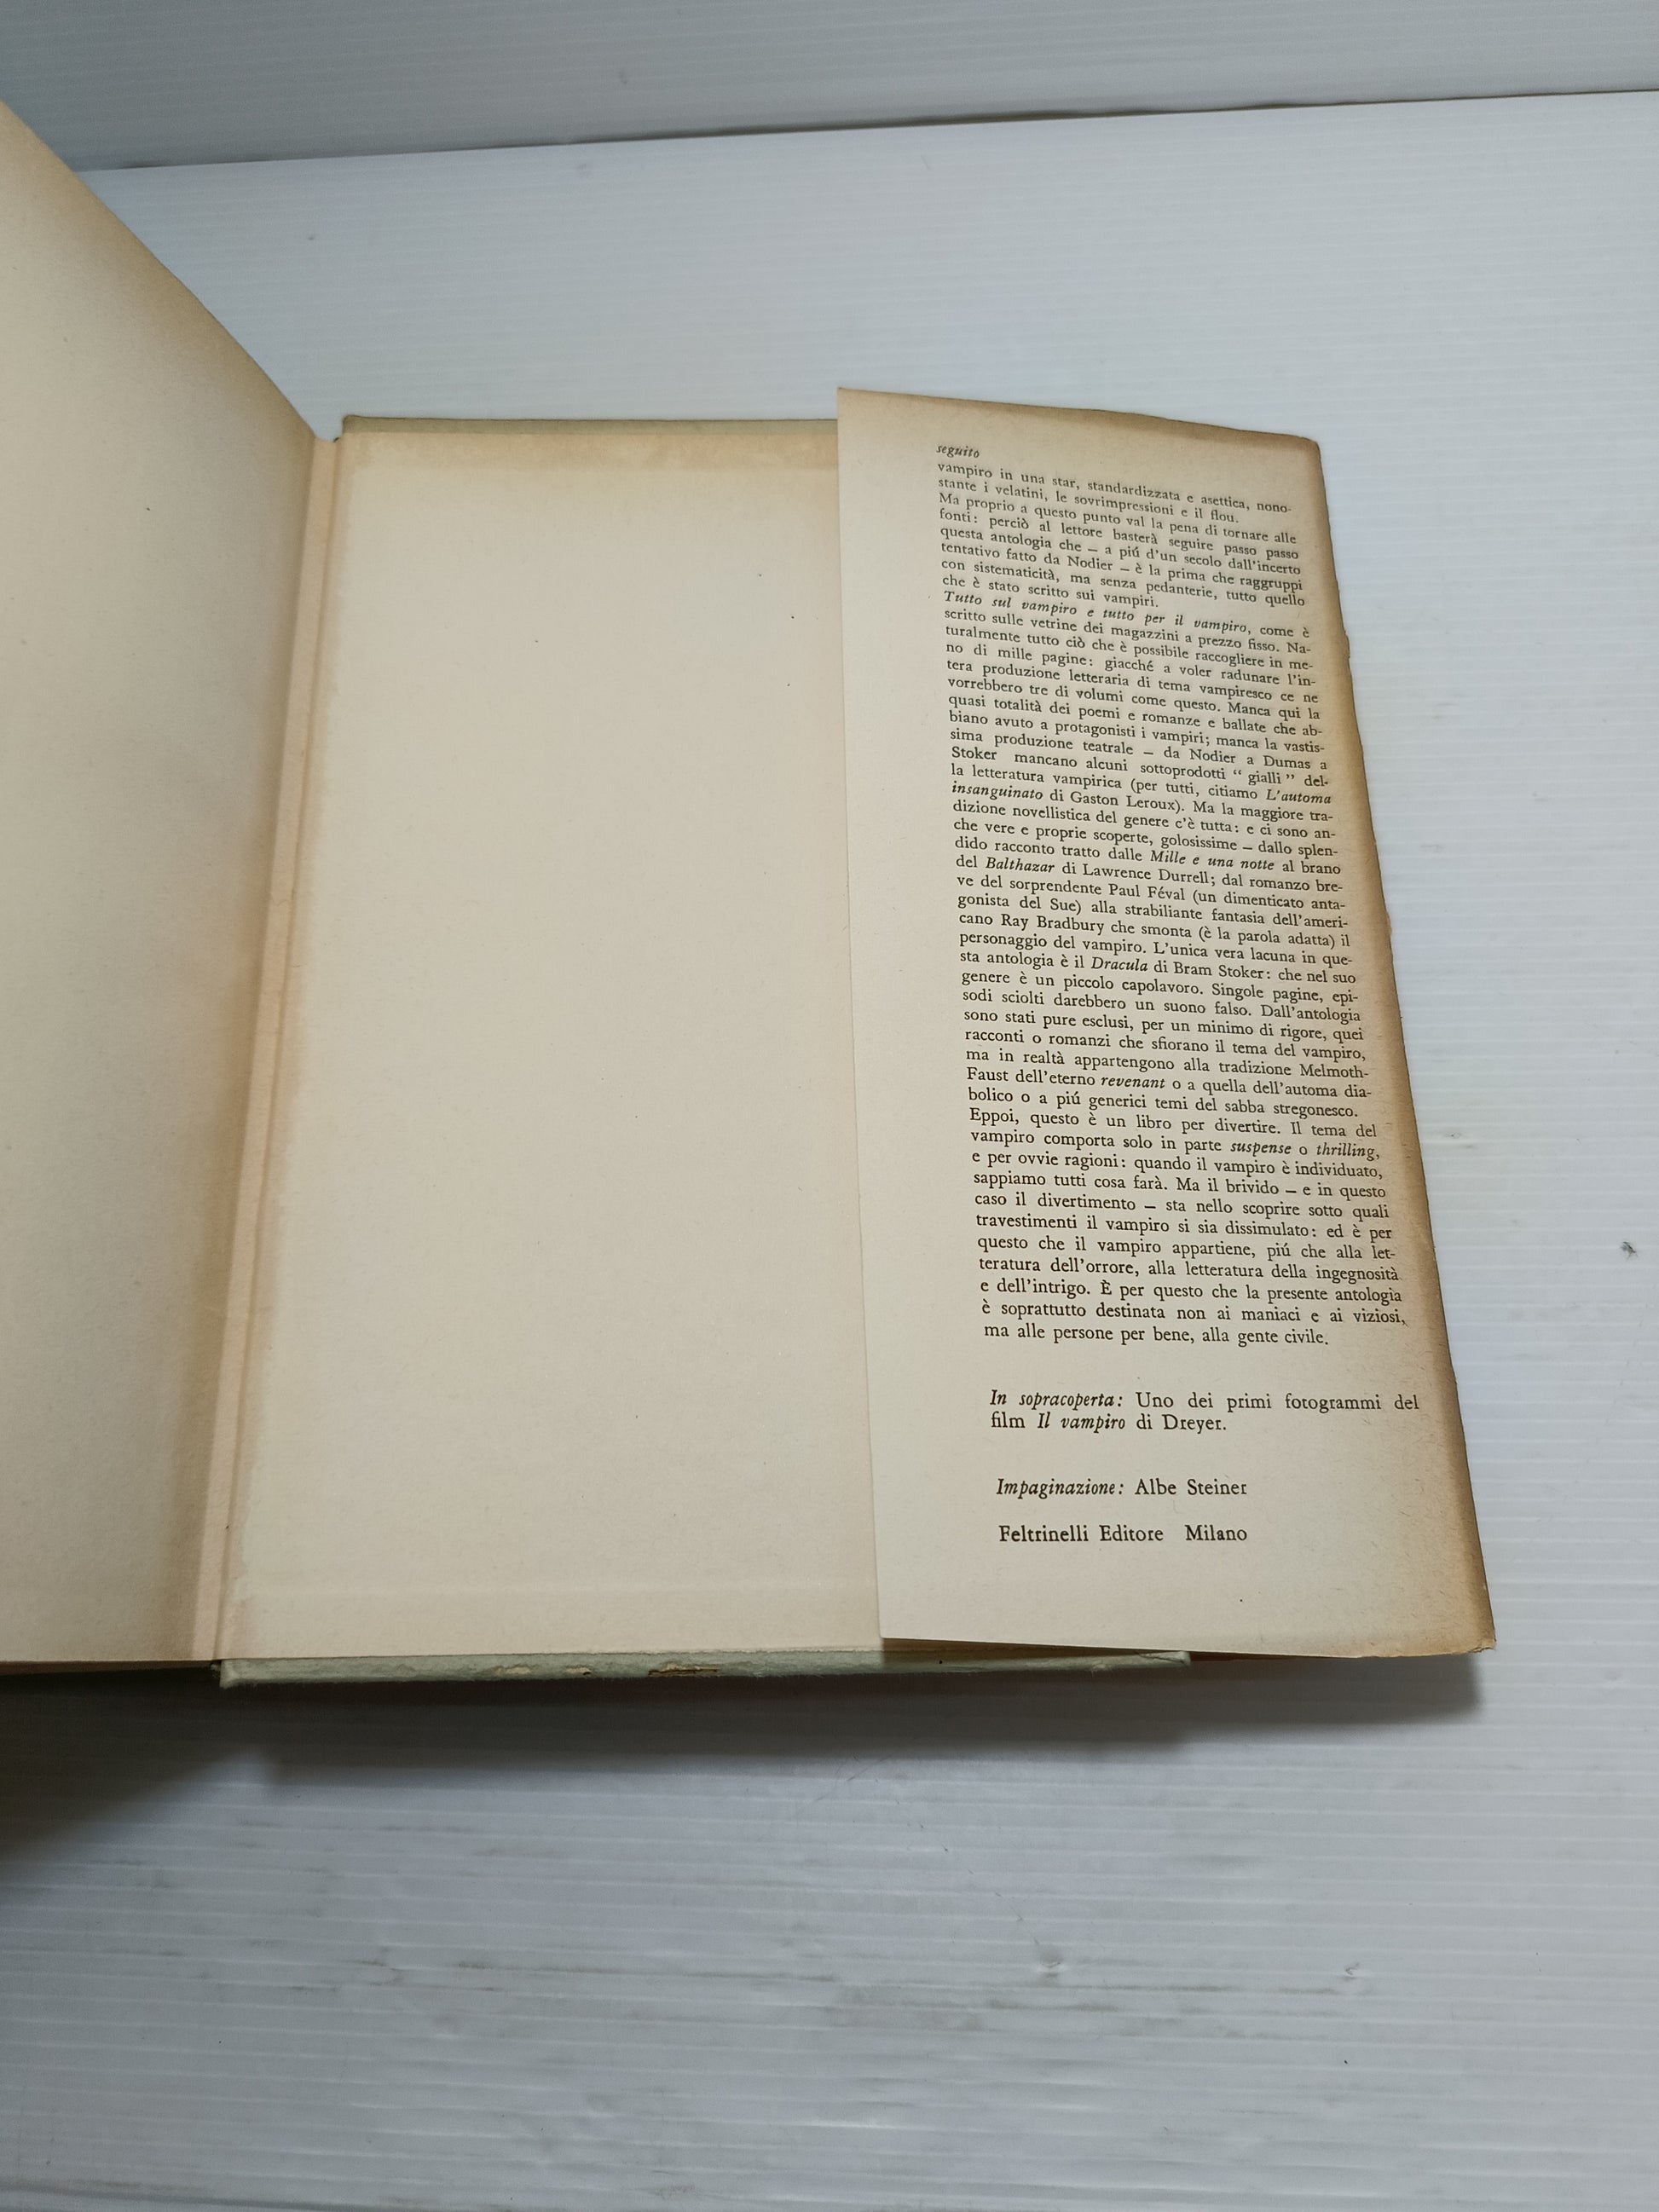 seguito
vampiro in una star, standardizzata e asettica, nono-
stante i velatini, le sovrimpressioni e il flou.
Ma proprio a questo punto val la pena di tornare alle
fonti: perciò al lettore basterà seguire passo passo
questa antologia che – a piú d'un secolo dall'incerto
tentativo fatto da Nodier – è la prima che raggruppi
con sistematicità, ma senza pedanterie, tutto quello
che è stato scritto sui vampiri.
Tutto sul vampiro e tutto per il vampiro, come è
scritto sulle vetrine dei magazzini a prezzo fisso. Na-
turalmente tutto ciò che è possibile raccogliere in me-
no di mille pagine: giacché a voler radunare l'in-
tera produzione letteraria di tema vampiresco ce ne
vorrebbero tre di volumi come questo. Manca qui la
quasi totalità dei poemi e romanze e ballate che ab-
biano avuto a protagonisti i vampiri; manca la vastis-
sima produzione teatrale – da Nodier a Dumas a
Stoker mancano alcuni sottoprodotti “ gialli ” del-
la letteratura vampirica (per tutti, citiamo L'automa
insanguinato di Gaston Leroux). Ma la maggiore tra-
dizione novellistica del genere c'è tutta: e ci sono an-
che vere e proprie scoperte, golosissime – dallo splen-
dido racconto tratto dalle Mille e una notte al brano
del Balthazar di Lawrence Durrell; dal romanzo bre-
ve del sorprendente Paul Féval (un dimenticato anta-
gonista del Sue) alla strabiliante fantasia dell'ameri-
cano Ray Bradbury che smonta (è la parola adatta) il
personaggio del vampiro. L'unica vera lacuna in que-
sta antologia è il Dracula di Bram Stoker: che nel suo
genere è un piccolo capolavoro. Singole pagine, epi-
sodi sciolti darebbero un suono falso. Dall'antologia
sono stati pure esclusi, per un minimo di rigore, quei
racconti o romanzi che sfiorano il tema del vampiro,
ma in realtà appartengono alla tradizione Melmoth-
Faust dell'eterno revenant o a quella dell'automa dia-
bolico o a piú generici temi del sabba stregonesco.
Eppoi, questo è un libro per divertire. Il tema del
vampiro comporta solo in parte suspense o thrilling,
e per ovvie ragioni: quando il vampiro è individuato,
sappiamo tutti cosa farà. Ma il brivido – e in questo
caso il divertimento – sta nello scoprire sotto quali
travestimenti il vampiro si sia dissimulato: ed è per
questo che il vampiro appartiene, piú che alla let-
teratura dell'orrore, alla letteratura della ingegnosità
e dell'intrigo. È per questo che la presente antologia
è soprattutto destinata non ai maniaci e ai viziosi,
ma alle persone per bene, alla gente civile.
In sopracoperta: Uno dei primi fotogrammi del
film Il vampiro di Dreyer.
Impaginazione: Albe Steiner
Feltrinelli Editore Milano